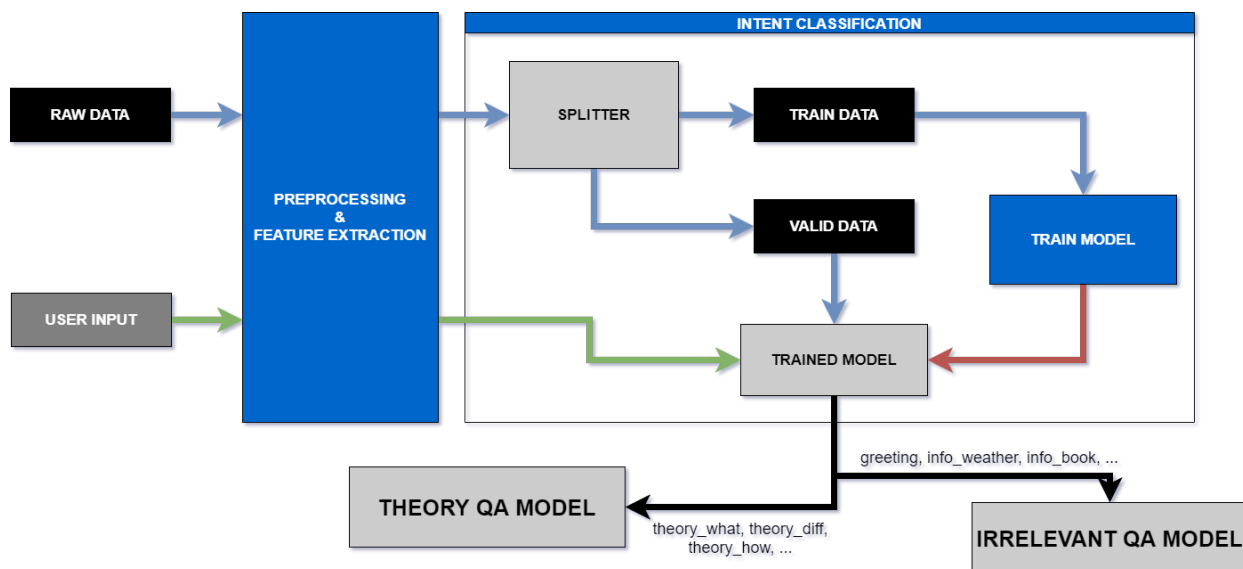 INTENT CLASSIFICATION
RAW DATA
SPLITTER
TRAIN DATA
PREPROCESSING
&
FEATURE EXTRACTION
VALID DATA
TRAIN MODEL
USER INPUT
TRAINED MODEL
greeting, info_weather, info_book, ...
THEORY QA MODEL
theory_what, theory_diff,
theory_how, ...
IRRELEVANT QA MODEL